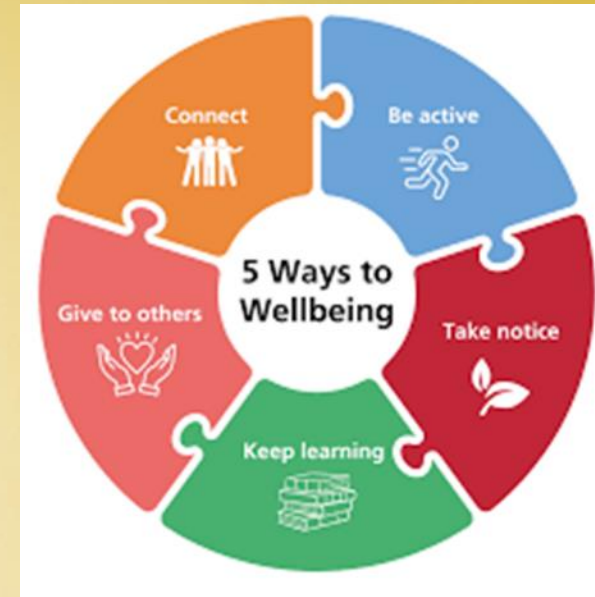 Connect
Be active
5 Ways to
Wellbeing
Give to others
Take notice
Keep learning